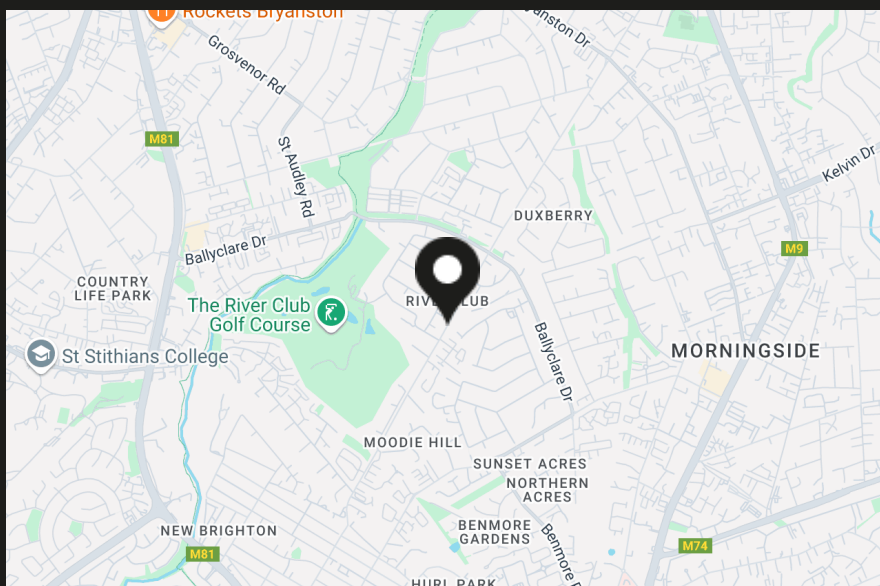 Rockets Bryanston
Bryanston Dr
Grosvenor Rd
M81
St Audley Rd
Kelvin Dr
DUXBERRY
M9
Ballyclare Dr
COUNTRY
LIFE PARK
The River Club
Golf Course
RIVER CLUB
St Stithians College
Ballyclare Dr
MORNINGSIDE
MOODIE HILL
SUNSET ACRES
NORTHERN
ACRES
BENMORE
GARDENS
NEW BRIGHTON
M81
Benmore
M74
HURL PARK